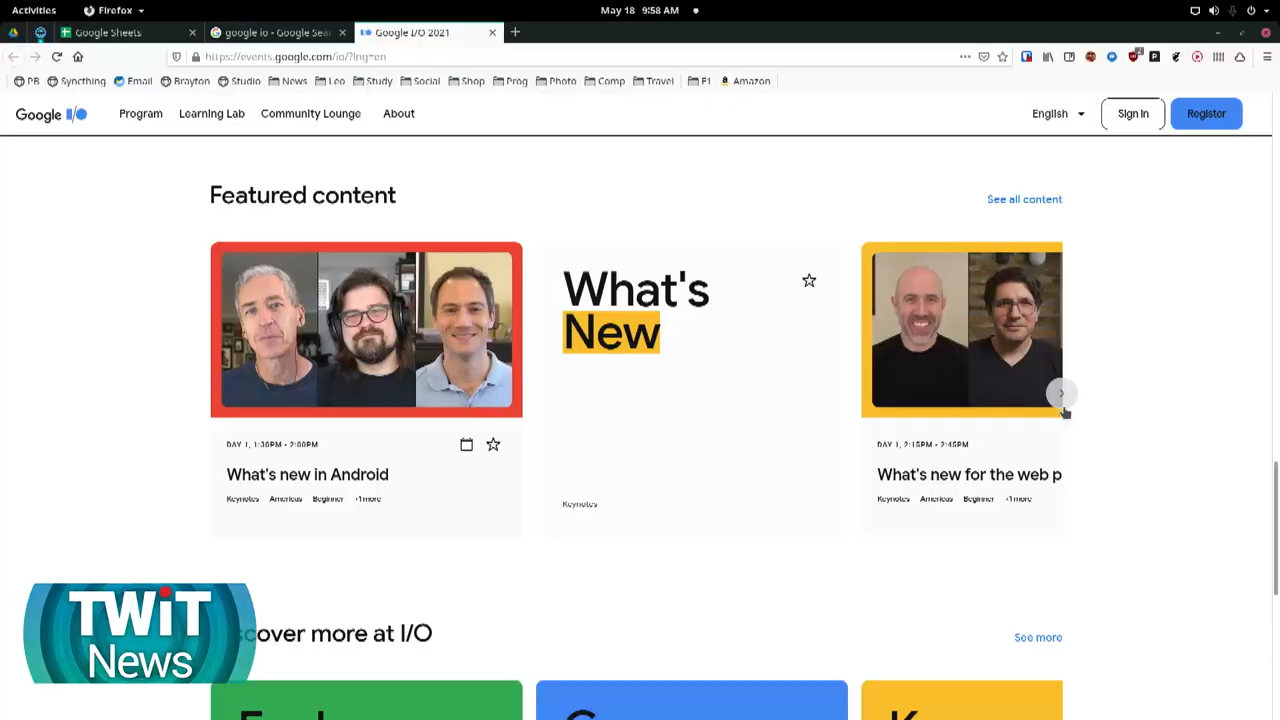 Activities
Firefox
May 18 9:58 AM
Google Sheets
google io - Google Sea
Google I/O 2021
https://events.google.com/io/?lng=en
PB
Syncthing
Email
Brayton
Studio
News
Leo
Study
Social
Shop
Prog
Photo
Comp
Travel
F1
Amazon
Google I/O
Program
Learning Lab
Community Lounge
About
English
Sign in
Register
Featured content
See all content
What's
New
DAY 1, 1:30PM - 2:00PM
What's new in Android
Keynotes Americas Beginner +1 more
Keynotes
DAY 1, 2:15PM - 2:45PM
What's new for the web p
Keynotes Americas Beginner +1 more
TWiT
News
scover more at I/O
See more